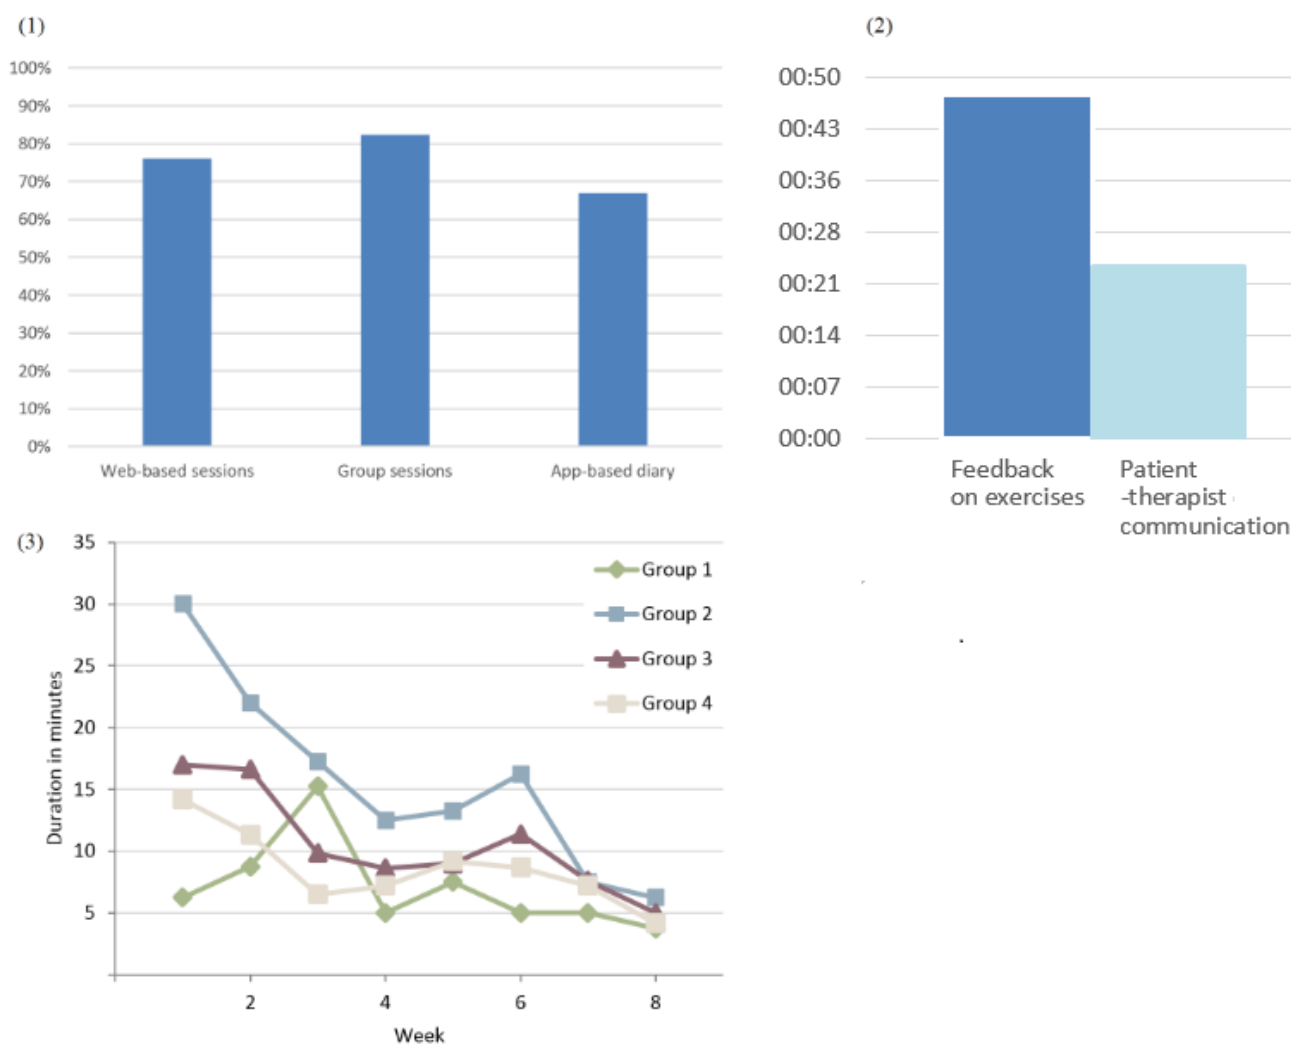 (1)
100%
90%
80%
70%
60%
50%
40%
30%
20%
10%
0%
Web-based sessions
Group sessions
App-based diary
(2)
00:50
00:43
00:36
00:28
00:21
00:14
00:07
00:00
Feedback
on exercises
Patient
-therapist
communication
(3)
35
30
25
20
15
10
5
Duration in minutes
Group 1
Group 2
Group 3
Group 4
2
4
6
8
Week